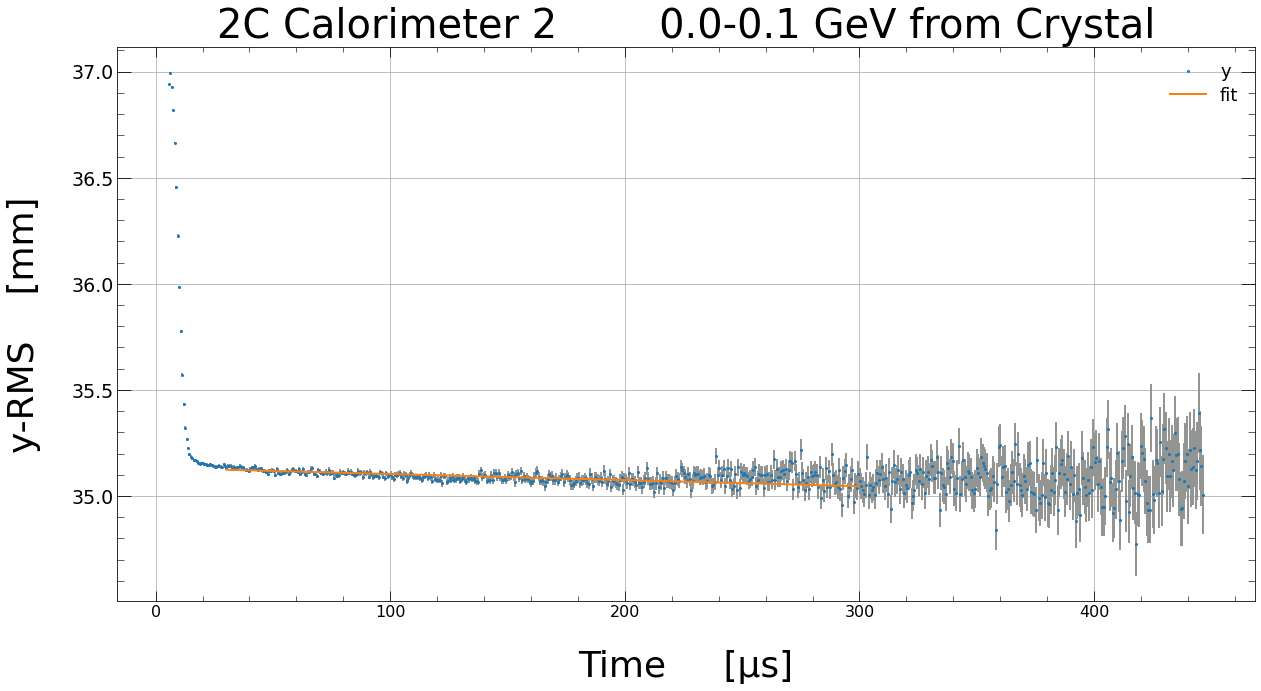 2C Calorimeter 2 0.0-0.1 GeV from Crystal
y
fit
37.0
36.5
36.0
35.5
35.0
y-RMS [mm]
0 100 200 300 400
Time [µs]